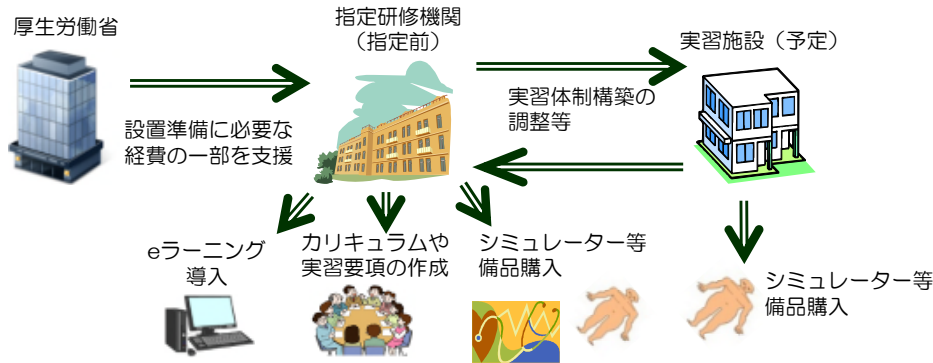 厚生労働省
指定研修機関
（指定前）
実習施設（予定）
設置準備に必要な
経費の一部を支援
実習体制構築の
調整等
eラーニング
導入
カリキュラムや
実習要項の作成
シミュレーター等
備品購入
シミュレーター等
備品購入